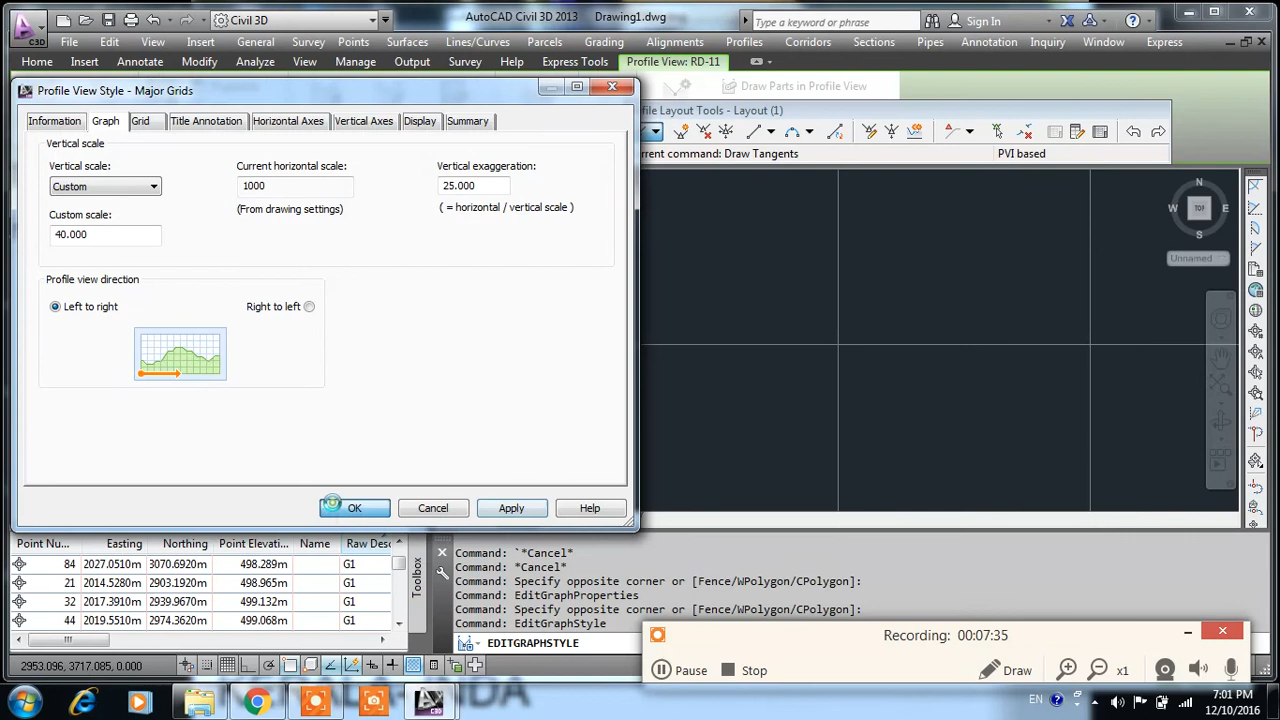 C3D
Civil 3D
AutoCAD Civil 3D 2013 Drawing1.dwg
Type a keyword or phrase
Sign In
File Edit View Insert General Survey Points Surfaces Lines/Curves Parcels Grading Alignments Profiles Corridors Sections Pipes Annotation Inquiry Window Express
Home Insert Annotate Modify Analyze View Manage Output Survey Help Express Tools Profile View: RD-11
Draw Parts in Profile View
Profile View Style - Major Grids
file Layout Tools - Layout (1)
Information Graph Grid Title Annotation Horizontal Axes Vertical Axes Display Summary
urrent command: Draw Tangents PVI based
Vertical scale
Vertical scale: Current horizontal scale: Vertical exaggeration:
Custom 1000 25.000
(From drawing settings) ( = horizontal / vertical scale )
Custom scale:
40.000
Profile view direction
Left to right Right to left
N
W TOP E
S
Unnamed
OK Cancel Apply Help
Point Nu... Easting Northing Point Elevati... Name Raw Desc
84 2027.0510m 3070.6920m 498.289m G1
21 2014.5280m 2903.1920m 498.965m G1
32 2017.3910m 2939.9670m 499.132m G1
44 2019.5510m 2974.3620m 499.068m G1
Toolbox
Command: `*Cancel*
Command: *Cancel*
Command: Specify opposite corner or [Fence/WPolygon/CPolygon]:
Command: EditGraphProperties
Command: Specify opposite corner or [Fence/WPolygon/CPolygon]:
Command: EditGraphStyle
EDITGRAPHSTYLE
Recording: 00:07:35
Pause Stop Draw x1
2953.096, 3717.085, 0.000
EN
7:01 PM
12/10/2016